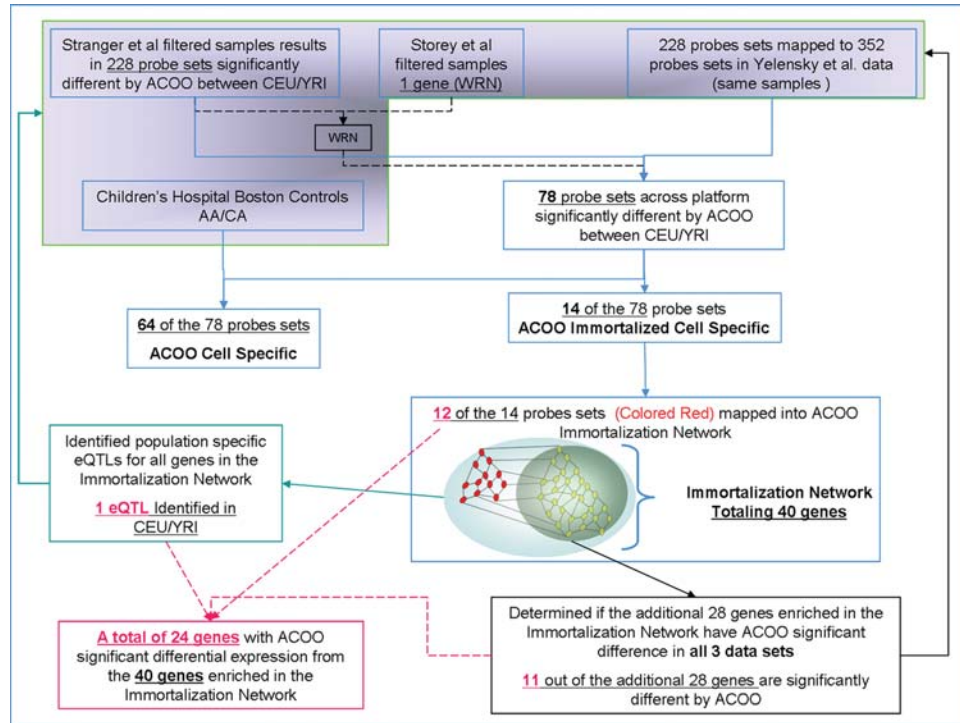 Stranger et al filtered samples results
in 228 probe sets significantly
different by ACOO between CEU/YRI
Storey et al
filtered samples
1 gene (WRN)
228 probes sets mapped to 352
probes sets in Yelensky et al. data
(same samples )
WRN
Children's Hospital Boston Controls
AA/CA
78 probe sets across platform
significantly different by ACOO
between CEU/YRI
64 of the 78 probes sets
ACOO Cell Specific
14 of the 78 probe sets
ACOO Immortalized Cell Specific
12 of the 14 probes sets (Colored Red) mapped into ACOO
Immortalization Network
Immortalization Network
Totaling 40 genes
Identified population specific
eQTLs for all genes in the
Immortalization Network
1 eQTL Identified in
CEU/YRI
A total of 24 genes with ACOO
significant differential expression from
the 40 genes enriched in the
Immortalization Network
Determined if the additional 28 genes enriched in the
Immortalization Network have ACOO significant
difference in all 3 data sets
11 out of the additional 28 genes are significantly
different by ACOO